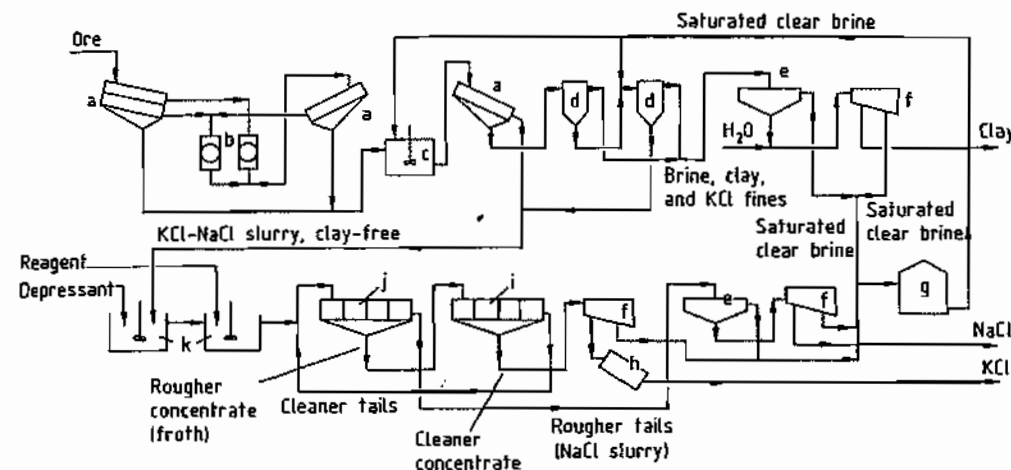 Saturated clear brine
Ore
a
a
b
c
a
d
d
e
f
H₂O
Clay
Brine, clay,
and KCl fines
KCl-NaCl slurry, clay-free
Saturated
clear brine
Saturated
clear brine
Reagent
Depressant
k
j
i
f
h
e
f
g
NaCl
KCl
Rougher
concentrate
(froth)
Cleaner tails
Cleaner
concentrate
Rougher tails
(NaCl slurry)